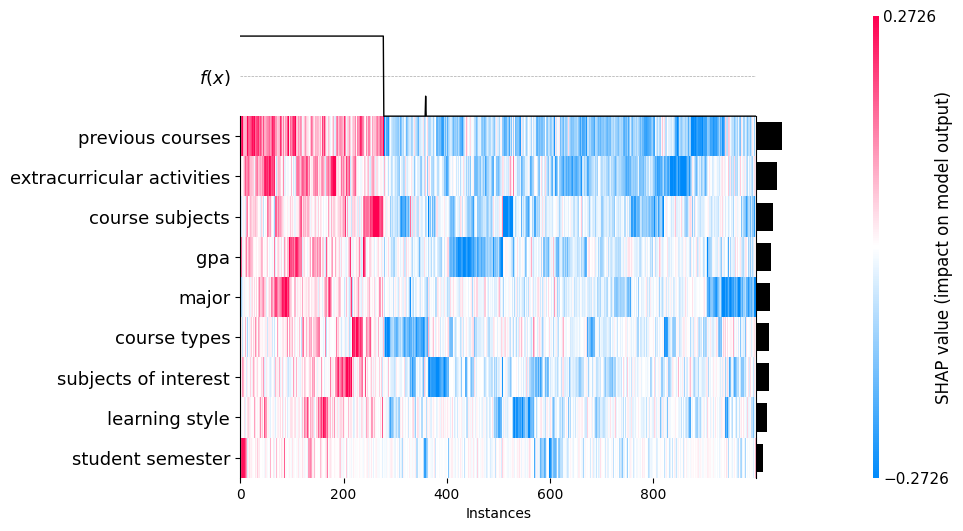 0.2726
f(x)
previous courses
extracurricular activities
course subjects
gpa
major
course types
subjects of interest
learning style
student semester
SHAP value (impact on model output)
−0.2726
0 200 400 600 800
Instances